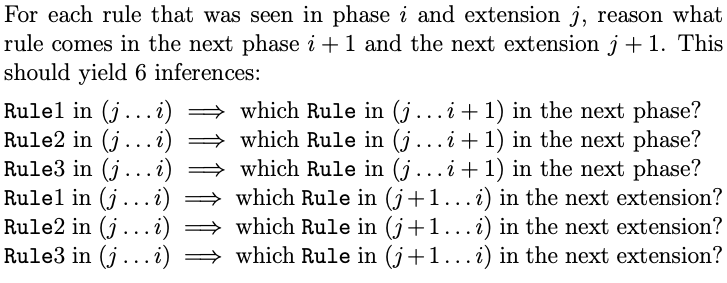 For each rule that was seen in phase i and extension j, reason what
rule comes in the next phase i + 1 and the next extension j + 1. This
should yield 6 inferences:
Rule1 in (j . . . i) ⟹ which Rule in (j . . . i + 1) in the next phase?
Rule2 in (j . . . i) ⟹ which Rule in (j . . . i + 1) in the next phase?
Rule3 in (j . . . i) ⟹ which Rule in (j . . . i + 1) in the next phase?
Rule1 in (j . . . i) ⟹ which Rule in (j + 1 . . . i) in the next extension?
Rule2 in (j . . . i) ⟹ which Rule in (j + 1 . . . i) in the next extension?
Rule3 in (j . . . i) ⟹ which Rule in (j + 1 . . . i) in the next extension?